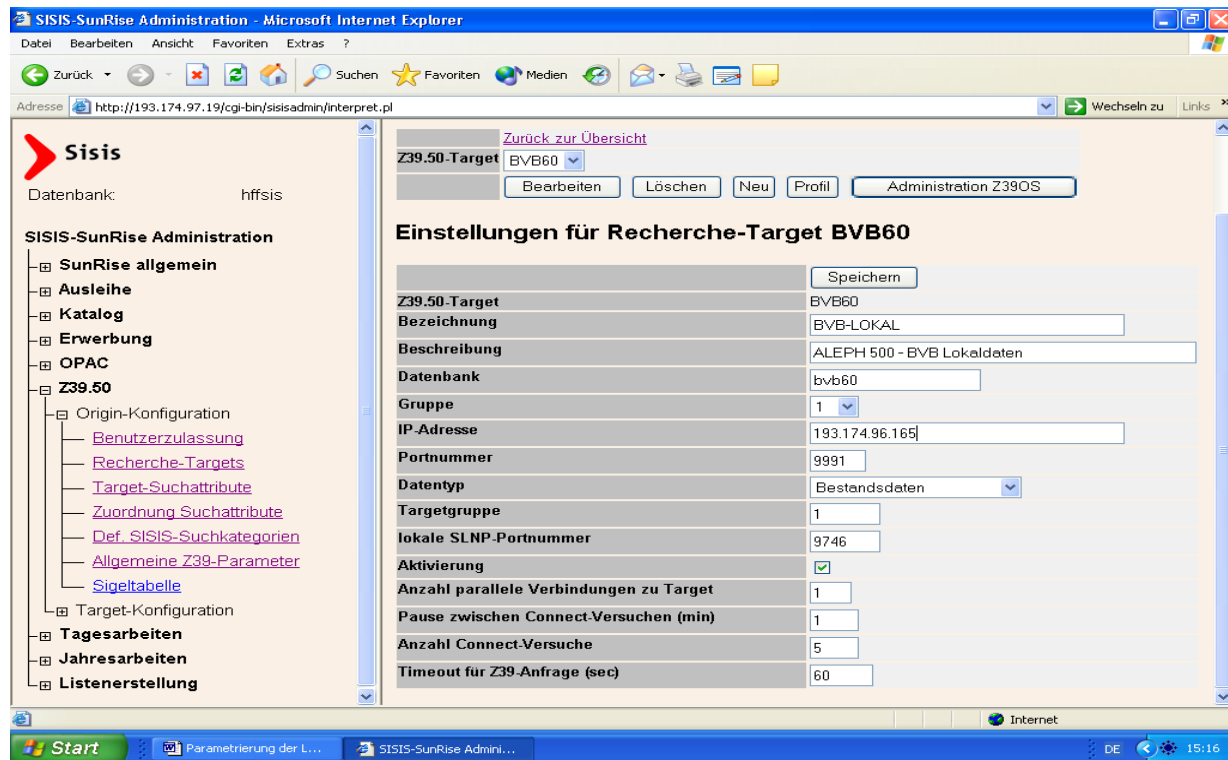 SISIS-SunRise Administration - Microsoft Internet Explorer
Datei Bearbeiten Ansicht Favoriten Extras ?
Zurück Suchen Favoriten Medien
Adresse http://193.174.97.19/cgi-bin/sisisadmin/interpret.pl Wechseln zu Links »
Sisis
Datenbank: hffsis
SISIS-SunRise Administration
SunRise allgemein
Ausleihe
Katalog
Erwerbung
OPAC
Z39.50
Origin-Konfiguration
Benutzerzulassung
Recherche-Targets
Target-Suchattribute
Zuordnung Suchattribute
Def. SISIS-Suchkategorien
Allgemeine Z39-Parameter
Sigeltabelle
Target-Konfiguration
Tagesarbeiten
Jahresarbeiten
Listenerstellung
Zurück zur Übersicht
Z39.50-Target BVB60
Bearbeiten Löschen Neu Profil Administration Z39OS
Einstellungen für Recherche-Target BVB60
Speichern
Z39.50-Target BVB60
Bezeichnung BVB-LOKAL
Beschreibung ALEPH 500 - BVB Lokaldaten
Datenbank bvb60
Gruppe 1
IP-Adresse 193.174.96.165
Portnummer 9991
Datentyp Bestandsdaten
Targetgruppe 1
lokale SLNP-Portnummer 9746
Aktivierung
Anzahl parallele Verbindungen zu Target 1
Pause zwischen Connect-Versuchen (min) 1
Anzahl Connect-Versuche 5
Timeout für Z39-Anfrage (sec) 60
Internet
Start Parametrierung der L... SISIS-SunRise Admini... DE 15:16